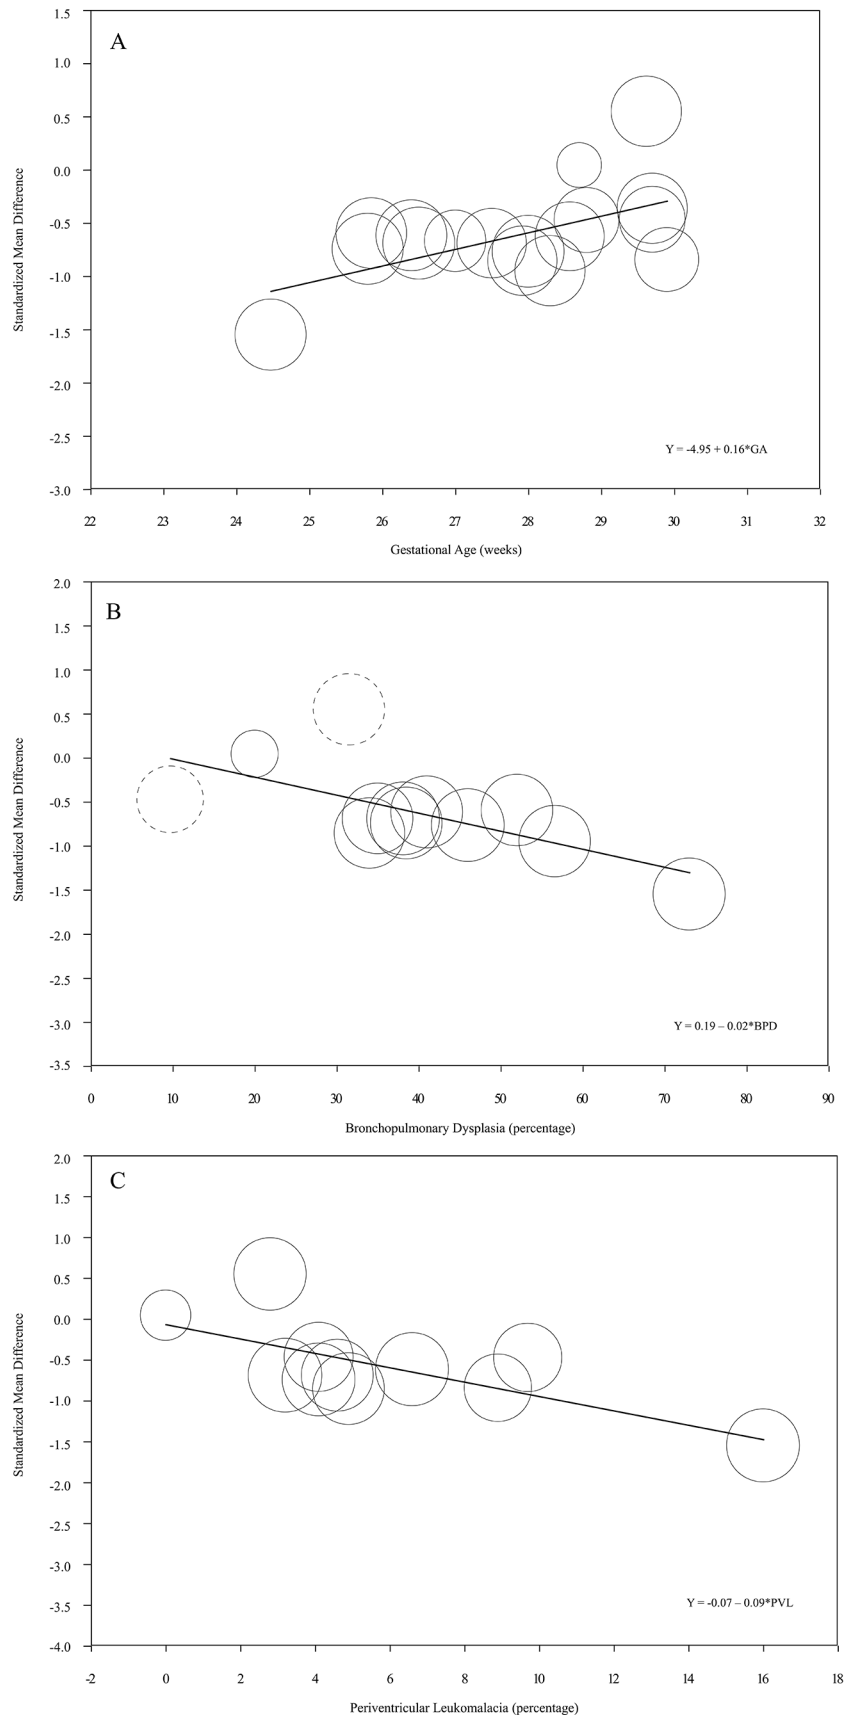 A
1.5
1.0
0.5
0.0
-0.5
-1.0
-1.5
-2.0
-2.5
-3.0
Standardized Mean Difference
Y = -4.95 + 0.16*GA
22 23 24 25 26 27 28 29 30 31 32
Gestational Age (weeks)
B
2.0
1.5
1.0
0.5
0.0
-0.5
-1.0
-1.5
-2.0
-2.5
-3.0
-3.5
Standardized Mean Difference
Y = 0.19 – 0.02*BPD
0 10 20 30 40 50 60 70 80 90
Bronchopulmonary Dysplasia (percentage)
C
2.0
1.5
1.0
0.5
0.0
-0.5
-1.0
-1.5
-2.0
-2.5
-3.0
-3.5
-4.0
Standardized Mean Difference
Y = -0.07 – 0.09*PVL
-2 0 2 4 6 8 10 12 14 16 18
Periventricular Leukomalacia (percentage)